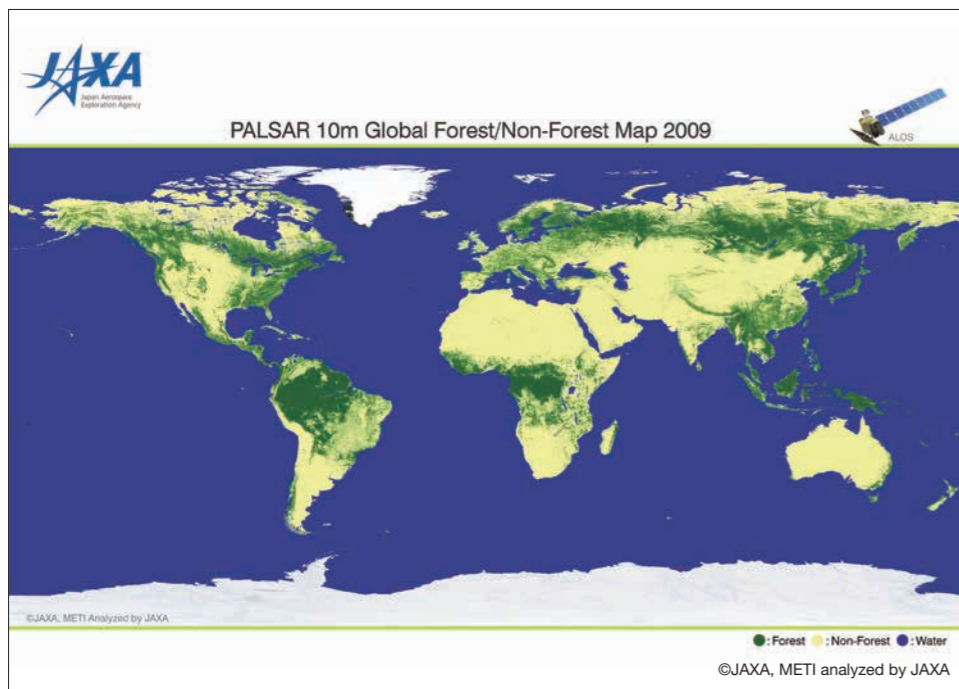 JAXA
Japan Aerospace
Exploration Agency
PALSAR 10m Global Forest/Non-Forest Map 2009
ALOS
©JAXA, METI Analyzed by JAXA
: Forest : Non-Forest : Water
©JAXA, METI analyzed by JAXA